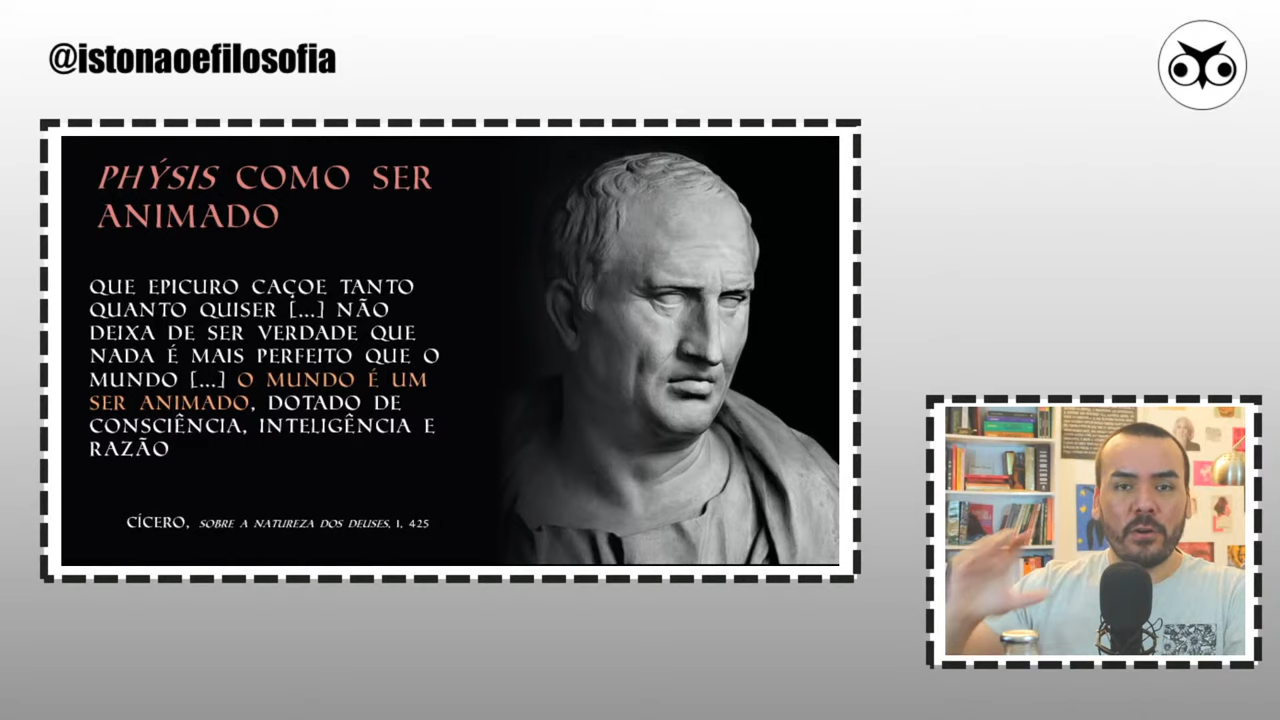 @istonaoefilosofia
PHÝSIS COMO SER
ANIMADO
QUE EPICURO CAÇOE TANTO
QUANTO QUISER [...] NÃO
DEIXA DE SER VERDADE QUE
NADA É MAIS PERFEITO QUE O
MUNDO [...] O MUNDO É UM
SER ANIMADO, DOTADO DE
CONSCIÊNCIA, INTELIGÊNCIA E
RAZÃO
CÍCERO, SOBRE A NATUREZA DOS DEUSES, I, 425